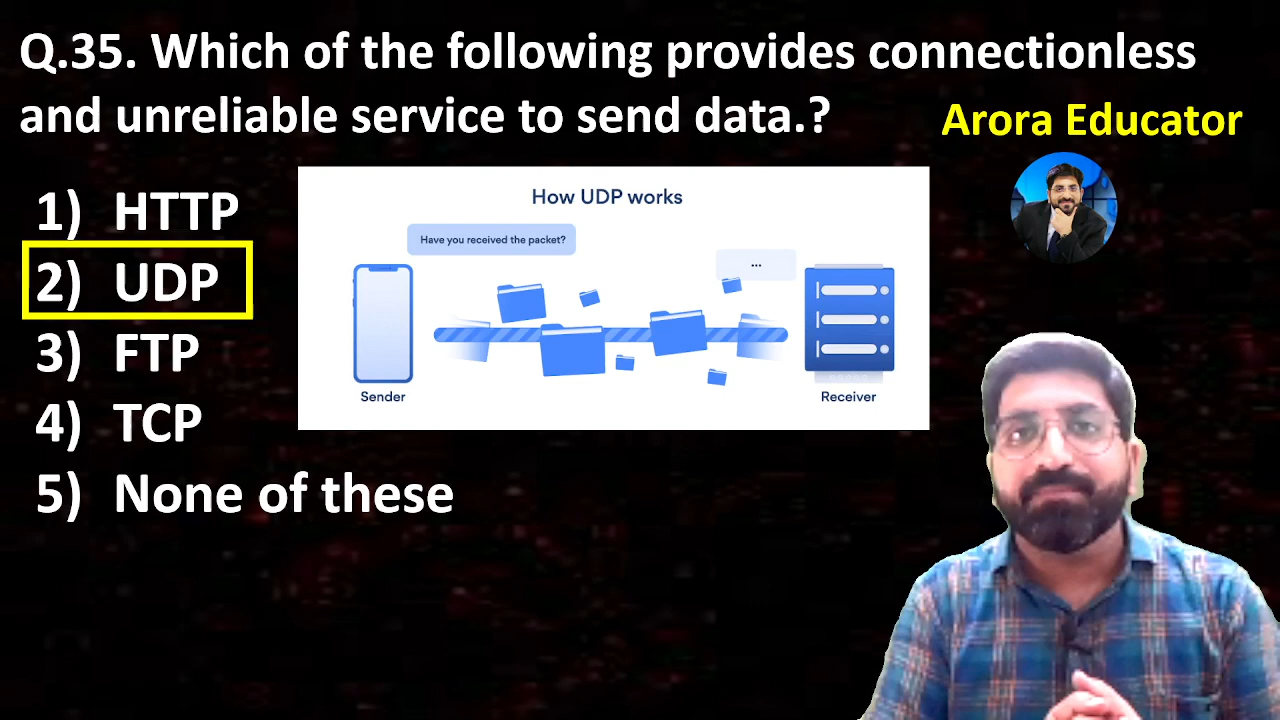 Q.35. Which of the following provides connectionless
and unreliable service to send data.?
Arora Educator
1) HTTP
2) UDP
3) FTP
4) TCP
5) None of these
How UDP works
Have you received the packet?
...
Sender
Receiver